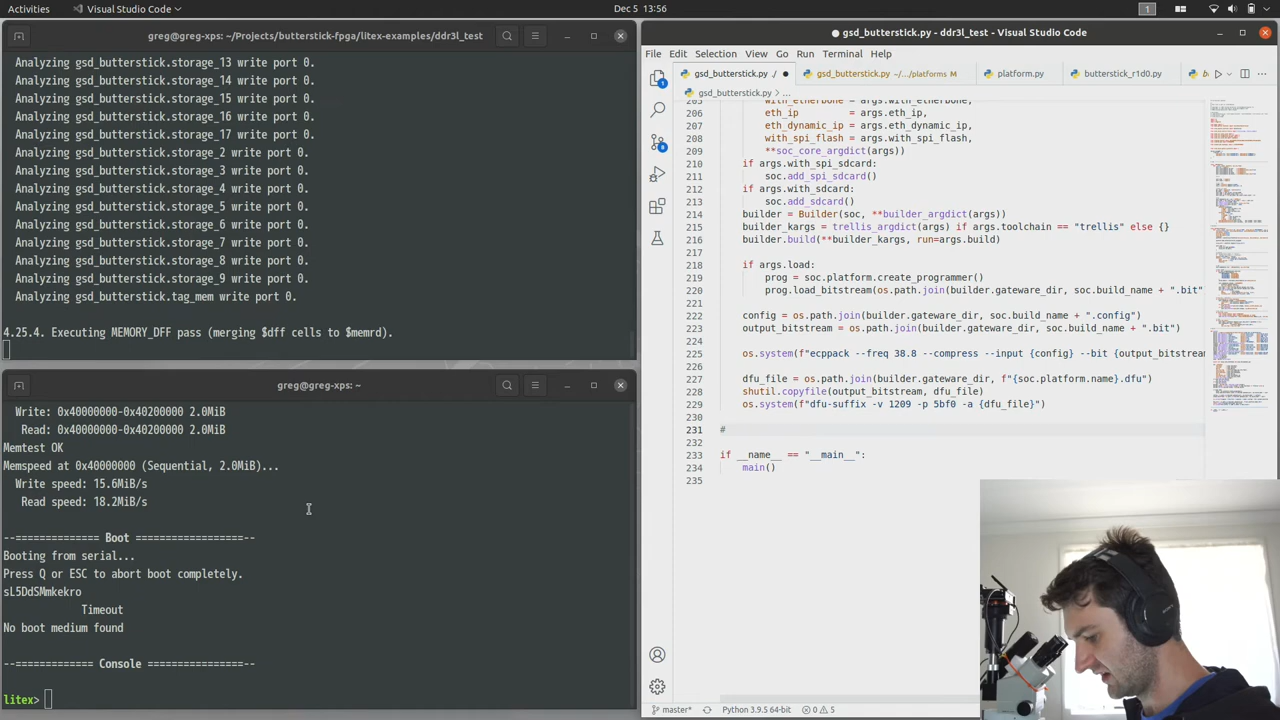 Activities
Visual Studio Code
Dec 5 13:56
1
greg@greg-xps: ~/Projects/butterstick-fpga/litex-examples/ddr3l_test
Analyzing gsd_butterstick.storage_13 write port 0.
Analyzing gsd_butterstick.storage_14 write port 0.
Analyzing gsd_butterstick.storage_15 write port 0.
Analyzing gsd_butterstick.storage_16 write port 0.
Analyzing gsd_butterstick.storage_17 write port 0.
Analyzing gsd_butterstick.storage_2 write port 0.
Analyzing gsd_butterstick.storage_3 write port 0.
Analyzing gsd_butterstick.storage_4 write port 0.
Analyzing gsd_butterstick.storage_5 write port 0.
Analyzing gsd_butterstick.storage_6 write port 0.
Analyzing gsd_butterstick.storage_7 write port 0.
Analyzing gsd_butterstick.storage_8 write port 0.
Analyzing gsd_butterstick.storage_9 write port 0.
Analyzing gsd_butterstick.tag_mem write port 0.
4.25.4. Executing MEMORY_DFF pass (merging $dff cells to $memrd).
greg@greg-xps: ~
Write: 0x40000000-0x40200000 2.0MiB
Read: 0x40000000-0x40200000 2.0MiB
Memtest OK
Memspeed at 0x40000000 (Sequential, 2.0MiB)...
Write speed: 15.6MiB/s
Read speed: 18.2MiB/s
--============== Boot ==================--
Booting from serial...
Press Q or ESC to abort boot completely.
sL5DdSMmkekro
Timeout
No boot medium found
--============= Console ================--
litex>
● gsd_butterstick.py - ddr3l_test - Visual Studio Code
File Edit Selection View Go Run Terminal Help
gsd_butterstick.py ./
gsd_butterstick.py ~/.../platforms M
platform.py
butterstick_r1d0.py
gsd_butterstick.py > ...
205 with_etherbone = args.with_etherbone,
206 eth_ip = args.eth_ip,
207 eth_dynamic_ip = args.eth_dynamic_ip,
208 with_spi_flash = args.with_spi_flash,
209 **soc_core_argdict(args))
210 if args.with_spi_sdcard:
211 soc.add_spi_sdcard()
212 if args.with_sdcard:
213 soc.add_sdcard()
214 builder = Builder(soc, **builder_argdict(args))
215 builder_kargs = trellis_argdict(args) if args.toolchain == "trellis" else {}
216 builder.build(**builder_kargs, run=args.build)
217
218 if args.load:
219 prog = soc.platform.create_programmer()
220 prog.load_bitstream(os.path.join(builder.gateware_dir, soc.build_name + ".bit"
221
222 config = os.path.join(builder.gateware_dir, soc.build_name + ".config")
223 output_bitstream = os.path.join(builder.gateware_dir, soc.build_name + ".bit")
224
225 os.system(f"ecppack --freq 38.8 --compress --input {config} --bit {output_bitstream
226
227 dfu_file = os.path.join(builder.gateware_dir, f"{soc.platform.name}.dfu")
228 shutil.copyfile(output_bitstream, dfu_file)
229 os.system(f"dfu-suffix -v 1209 -p 5bf0 -a {dfu_file}")
230
231 #
232
233 if __name__ == "__main__":
234 main()
235
master*
Python 3.9.5 64-bit
0 5